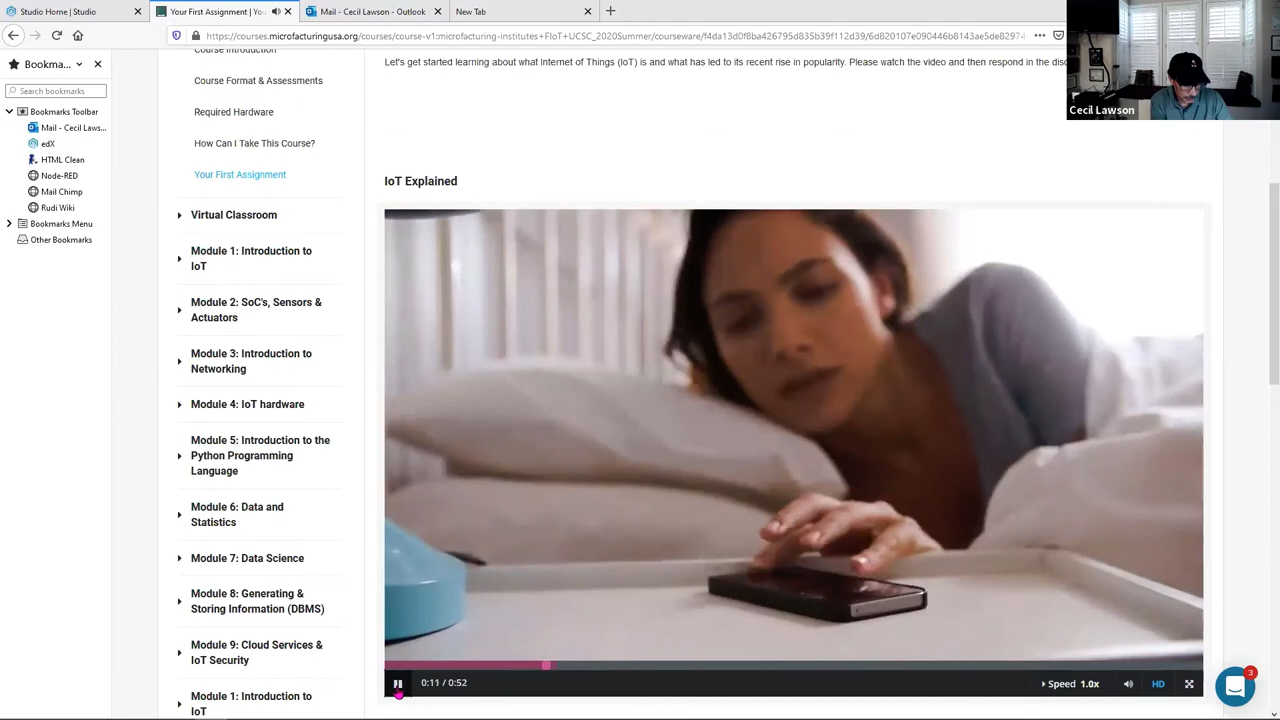 Studio Home | Studio
Your First Assignment | You
Mail - Cecil Lawson - Outlook
New Tab
Bookma...
Search bookmarks
Bookmarks Toolbar
Mail - Cecil Laws...
edX
HTML Clean
Node-RED
Mail Chimp
Rudi Wiki
Bookmarks Menu
Other Bookmarks
Course Introduction
Course Format & Assessments
Required Hardware
How Can I Take This Course?
Your First Assignment
Virtual Classroom
Module 1: Introduction to
IoT
Module 2: SoC's, Sensors &
Actuators
Module 3: Introduction to
Networking
Module 4: IoT hardware
Module 5: Introduction to the
Python Programming
Language
Module 6: Data and
Statistics
Module 7: Data Science
Module 8: Generating &
Storing Information (DBMS)
Module 9: Cloud Services &
IoT Security
Module 1: Introduction to
IoT
Let's get started learning about what Internet of Things (IoT) is and what has led to its recent rise in popularity. Please watch the video and then respond in the disc
IoT Explained
0:11 / 0:52
Speed 1.0x
HD
Cecil Lawson
3